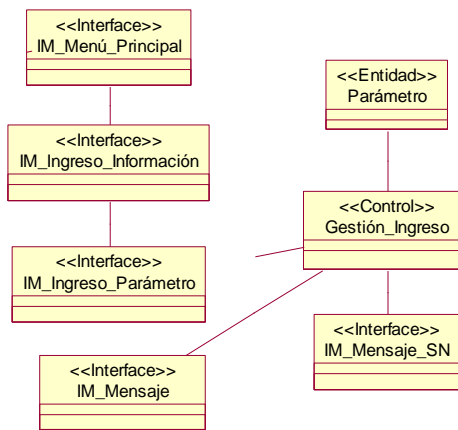 <<Interface>>
IM_Menú_Principal
<<Entidad>>
Parámetro
<<Interface>>
IM_Ingreso_Información
<<Control>>
Gestión_Ingreso
<<Interface>>
IM_Ingreso_Parámetro
<<Interface>>
IM_Mensaje_SN
<<Interface>>
IM_Mensaje